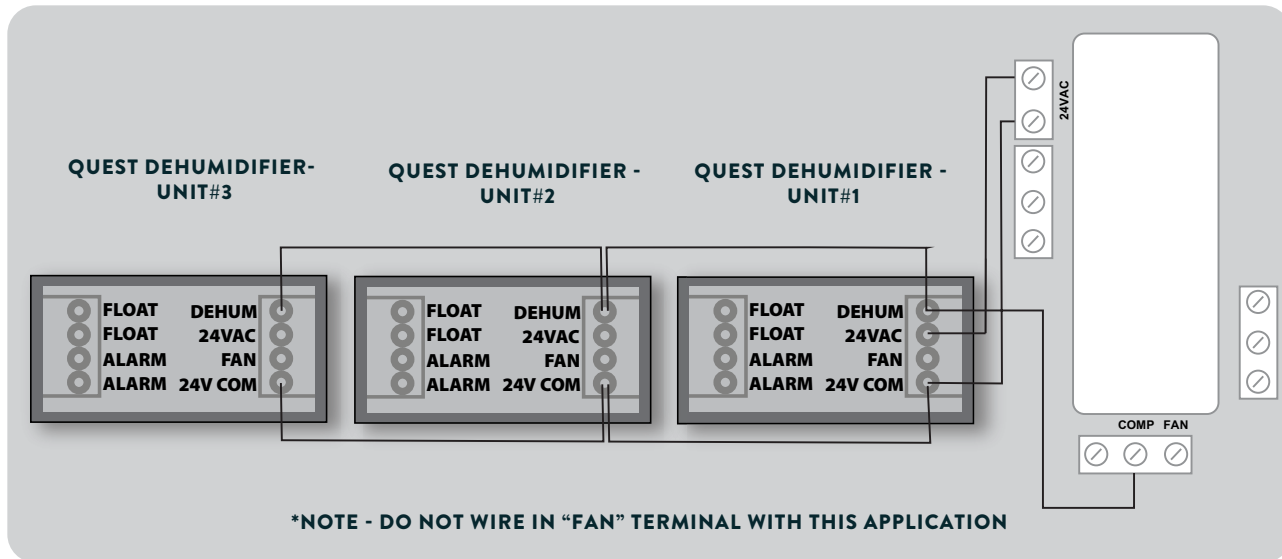 24VAC
QUEST DEHUMIDIFIER-
UNIT#3
QUEST DEHUMIDIFIER -
UNIT#2
QUEST DEHUMIDIFIER -
UNIT#1
FLOAT DEHUM
FLOAT 24VAC
ALARM FAN
ALARM 24V COM
FLOAT DEHUM
FLOAT 24VAC
ALARM FAN
ALARM 24V COM
FLOAT DEHUM
FLOAT 24VAC
ALARM FAN
ALARM 24V COM
COMP FAN
*NOTE - DO NOT WIRE IN “FAN” TERMINAL WITH THIS APPLICATION